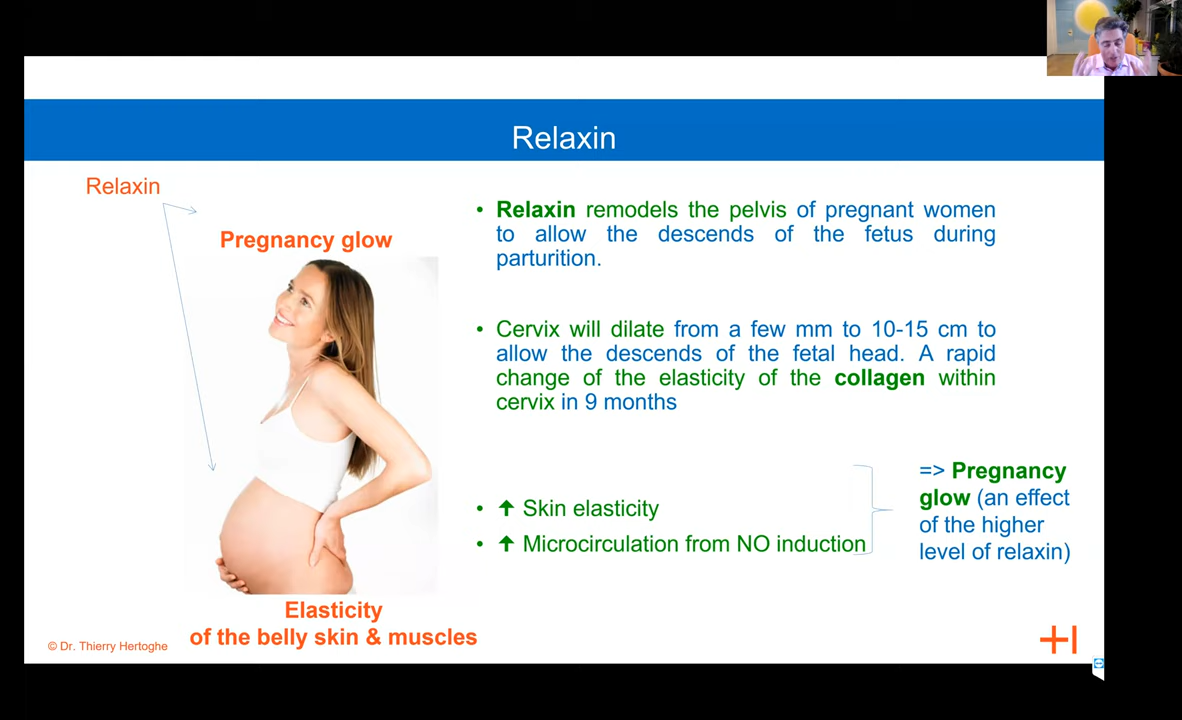 Relaxin
Relaxin
Pregnancy glow
• Relaxin remodels the pelvis of pregnant women
to allow the descends of the fetus during
parturition.
• Cervix will dilate from a few mm to 10-15 cm to
allow the descends of the fetal head. A rapid
change of the elasticity of the collagen within
cervix in 9 months
• 🡅 Skin elasticity
• 🡅 Microcirculation from NO induction
=> Pregnancy
glow (an effect
of the higher
level of relaxin)
Elasticity
of the belly skin & muscles
© Dr. Thierry Hertoghe